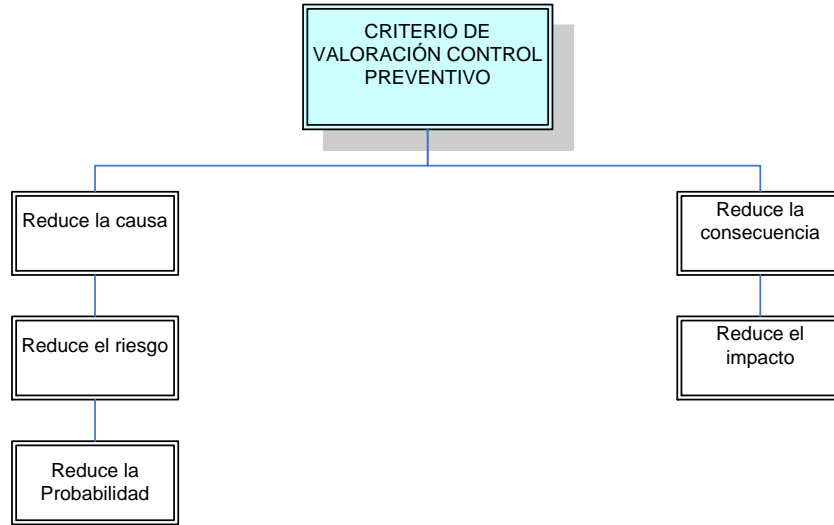 CRITERIO DE
VALORACIÓN CONTROL
PREVENTIVO
Reduce la causa
Reduce la
consecuencia
Reduce el riesgo
Reduce el
impacto
Reduce la
Probabilidad